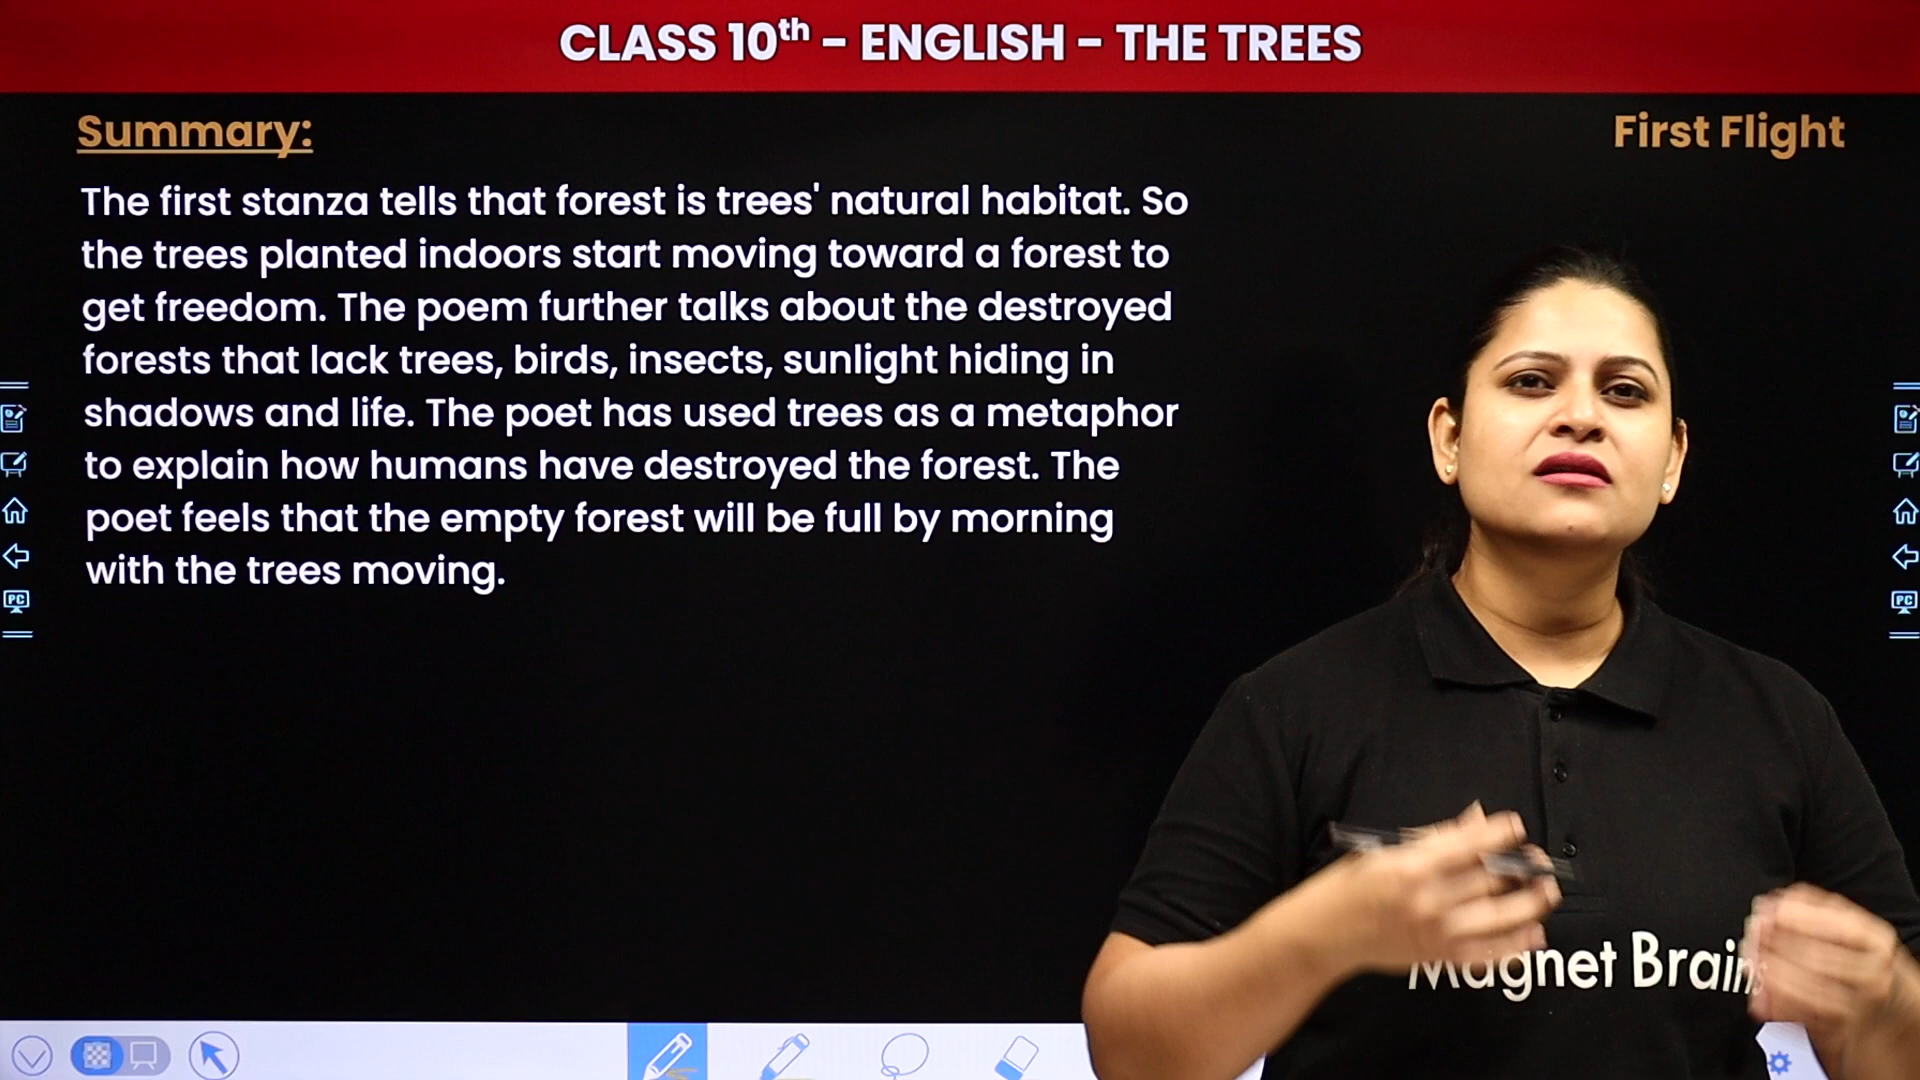 CLASS 10th - ENGLISH - THE TREES
Summary:
First Flight
The first stanza tells that forest is trees' natural habitat. So
the trees planted indoors start moving toward a forest to
get freedom. The poem further talks about the destroyed
forests that lack trees, birds, insects, sunlight hiding in
shadows and life. The poet has used trees as a metaphor
to explain how humans have destroyed the forest. The
poet feels that the empty forest will be full by morning
with the trees moving.
PC
PC
Magnet Brains